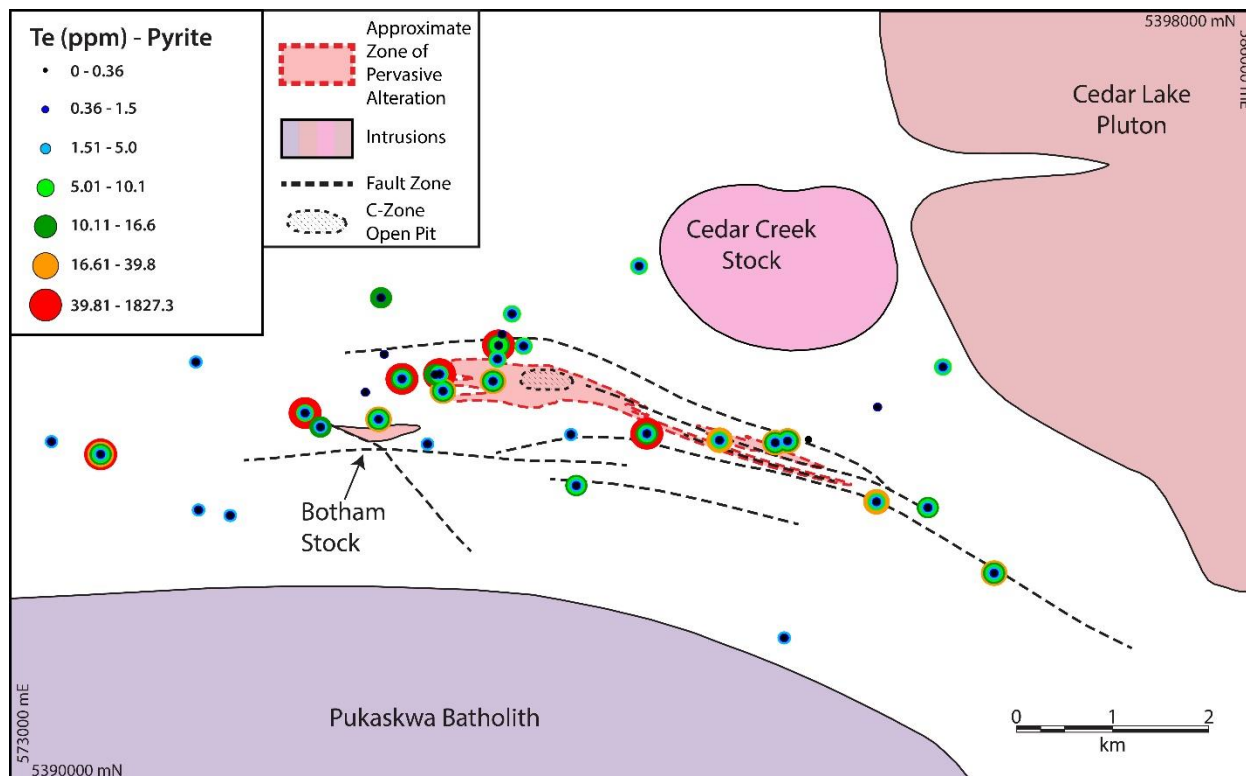 Te (ppm) - Pyrite
0 - 0.36
0.36 - 1.5
1.51 - 5.0
5.01 - 10.1
10.11 - 16.6
16.61 - 39.8
39.81 - 1827.3
Approximate
Zone of
Pervasive
Alteration
Intrusions
Fault Zone
C-Zone
Open Pit
5398000 mN
Cedar Lake
Pluton
Cedar Creek
Stock
Botham
Stock
Pukaskwa Batholith
573000 mE
5390000 mN
0 1 2
km